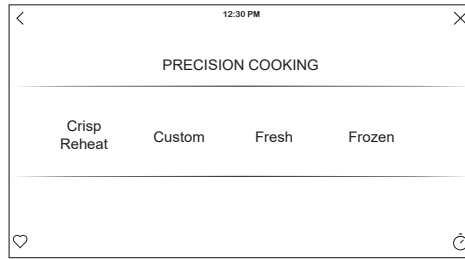 12:30 PM
PRECISION COOKING
Crisp
Reheat
Custom
Fresh
Frozen